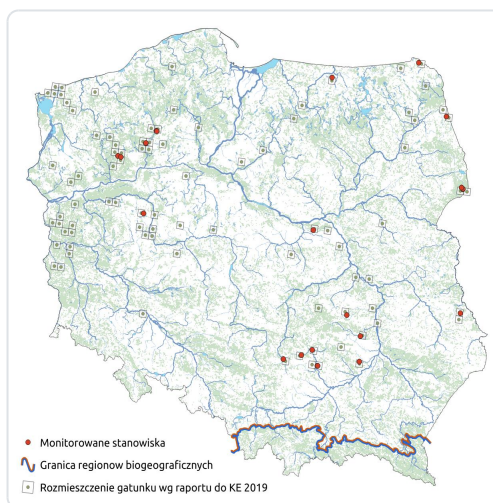 Monitorowane stanowiska
Granica regionow biogeograficznych
Rozmieszczenie gatunku wg raportu do KE 2019